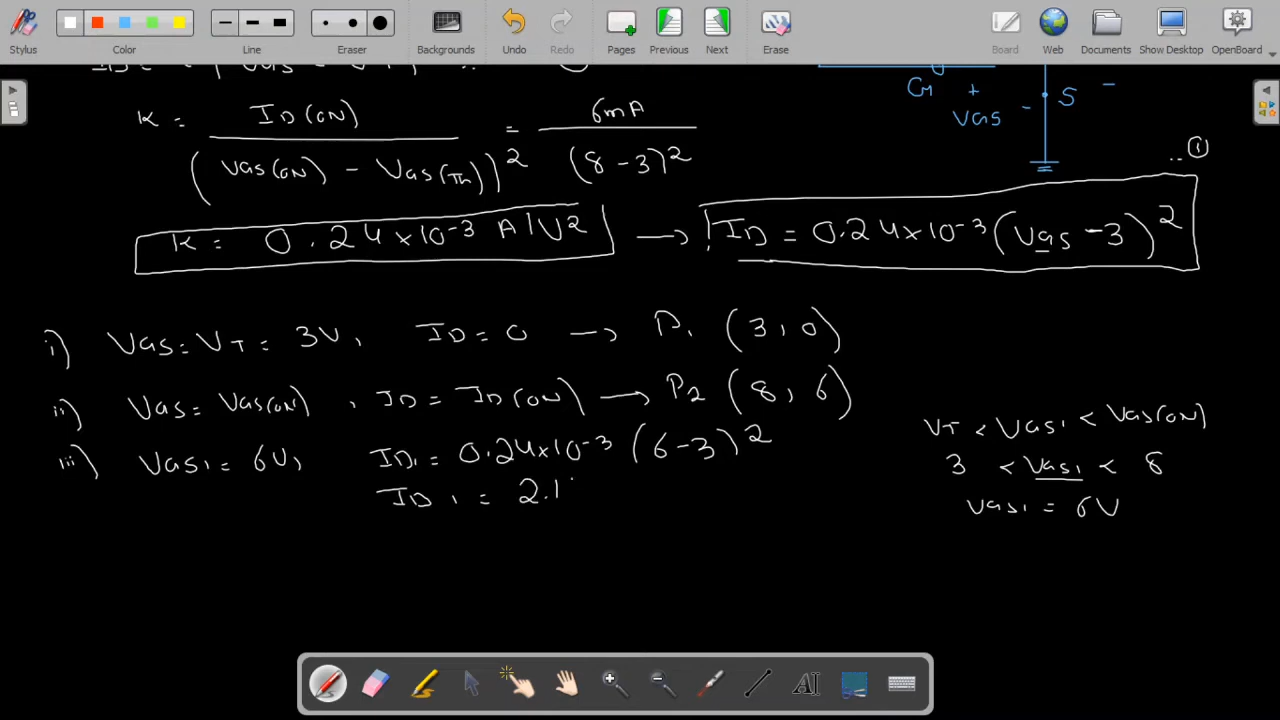 Stylus Color Line Eraser Backgrounds Undo Redo Pages Previous Next Erase Board Web Documents Show Desktop OpenBoard
G + S -
VGS -
K = ID(ON) / (VGS(ON) - VGS(Th))² = 6mA / (8-3)²
..①
K = 0.24×10-3 A/V2 → ID = 0.24×10-3 (VGS-3)²
i) VGS = VT = 3V, ID = 0 → P1 (3,0)
ii) VGS = VGS(ON), ID = ID(ON) → P2 (8,6)
VT < VGS1 < VGS(ON)
iii) VGS1 = 6V, ID1 = 0.24×10-3 (6-3)²
3 < VGS1 < 8
ID1 = 2.1
VGS1 = 6V